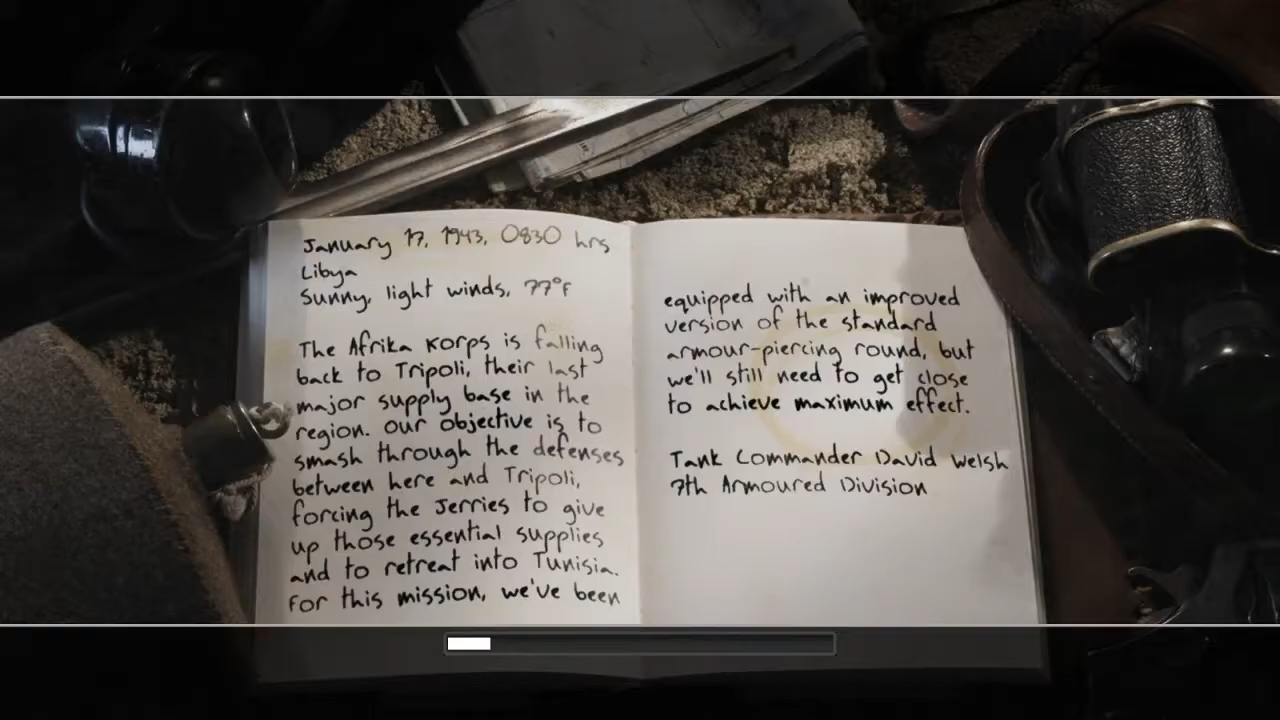 January 17, 1943, 0830 hrs
Libya
Sunny, light winds, 77°F
The Afrika Korps is falling
back to Tripoli, their last
major supply base in the
region. Our objective is to
smash through the defenses
between here and Tripoli,
forcing the Jerries to give
up those essential supplies
and to retreat into Tunisia.
For this mission, we've been
equipped with an improved
version of the standard
armour-piercing round, but
we'll still need to get close
to achieve maximum effect.
Tank Commander David Welsh
7th Armoured Division